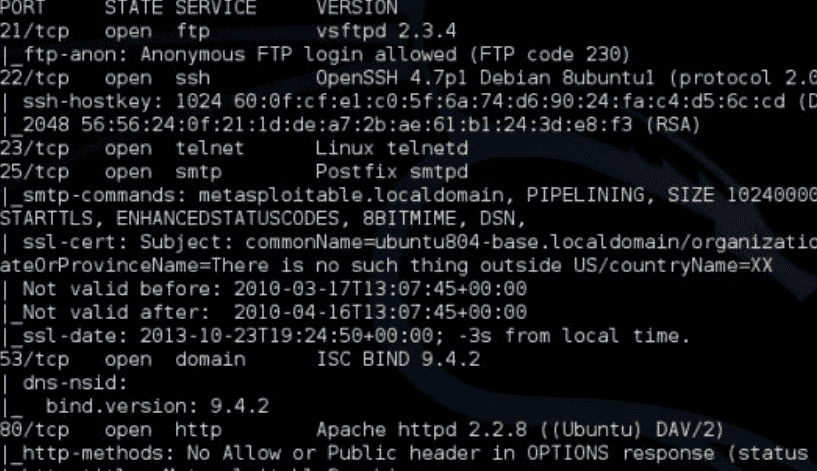 PORT STATE SERVICE VERSION
21/tcp open ftp vsftpd 2.3.4
|_ftp-anon: Anonymous FTP login allowed (FTP code 230)
22/tcp open ssh OpenSSH 4.7p1 Debian 8ubuntu1 (protocol 2.0
| ssh-hostkey: 1024 60:0f:cf:e1:c0:5f:6a:74:d6:90:24:fa:c4:d5:6c:cd (D
|_2048 56:56:24:0f:21:1d:de:a7:2b:ae:61:b1:24:3d:e8:f3 (RSA)
23/tcp open telnet Linux telnetd
25/tcp open smtp Postfix smtpd
|_smtp-commands: metasploitable.localdomain, PIPELINING, SIZE 10240000
STARTTLS, ENHANCEDSTATUSCODES, 8BITMIME, DSN,
| ssl-cert: Subject: commonName=ubuntu804-base.localdomain/organizatio
ateOrProvinceName=There is no such thing outside US/countryName=XX
| Not valid before: 2010-03-17T13:07:45+00:00
|_Not valid after: 2010-04-16T13:07:45+00:00
|_ssl-date: 2013-10-23T19:24:50+00:00; -3s from local time.
53/tcp open domain ISC BIND 9.4.2
| dns-nsid:
|_ bind.version: 9.4.2
80/tcp open http Apache httpd 2.2.8 ((Ubuntu) DAV/2)
|_http-methods: No Allow or Public header in OPTIONS response (status